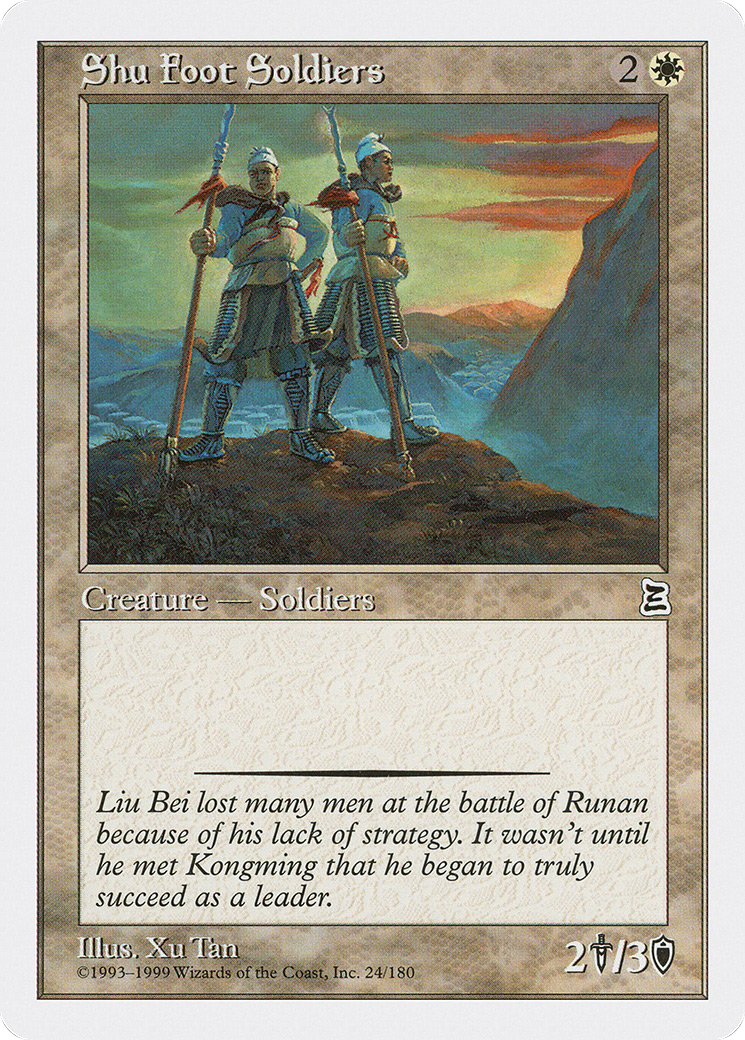 Shu Foot Soldiers 2
Creature — Soldiers
Liu Bei lost many men at the battle of Runan
because of his lack of strategy. It wasn't until
he met Kongming that he began to truly
succeed as a leader.
Illus. Xu Tan
©1993–1999 Wizards of the Coast, Inc. 24/180
2/3